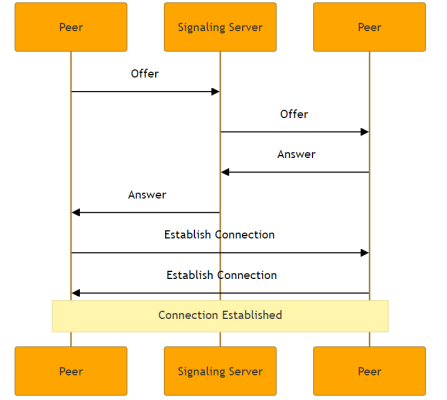 Peer
Signaling Server
Peer
Offer
Offer
Answer
Answer
Establish Connection
Establish Connection
Connection Established
Peer
Signaling Server
Peer